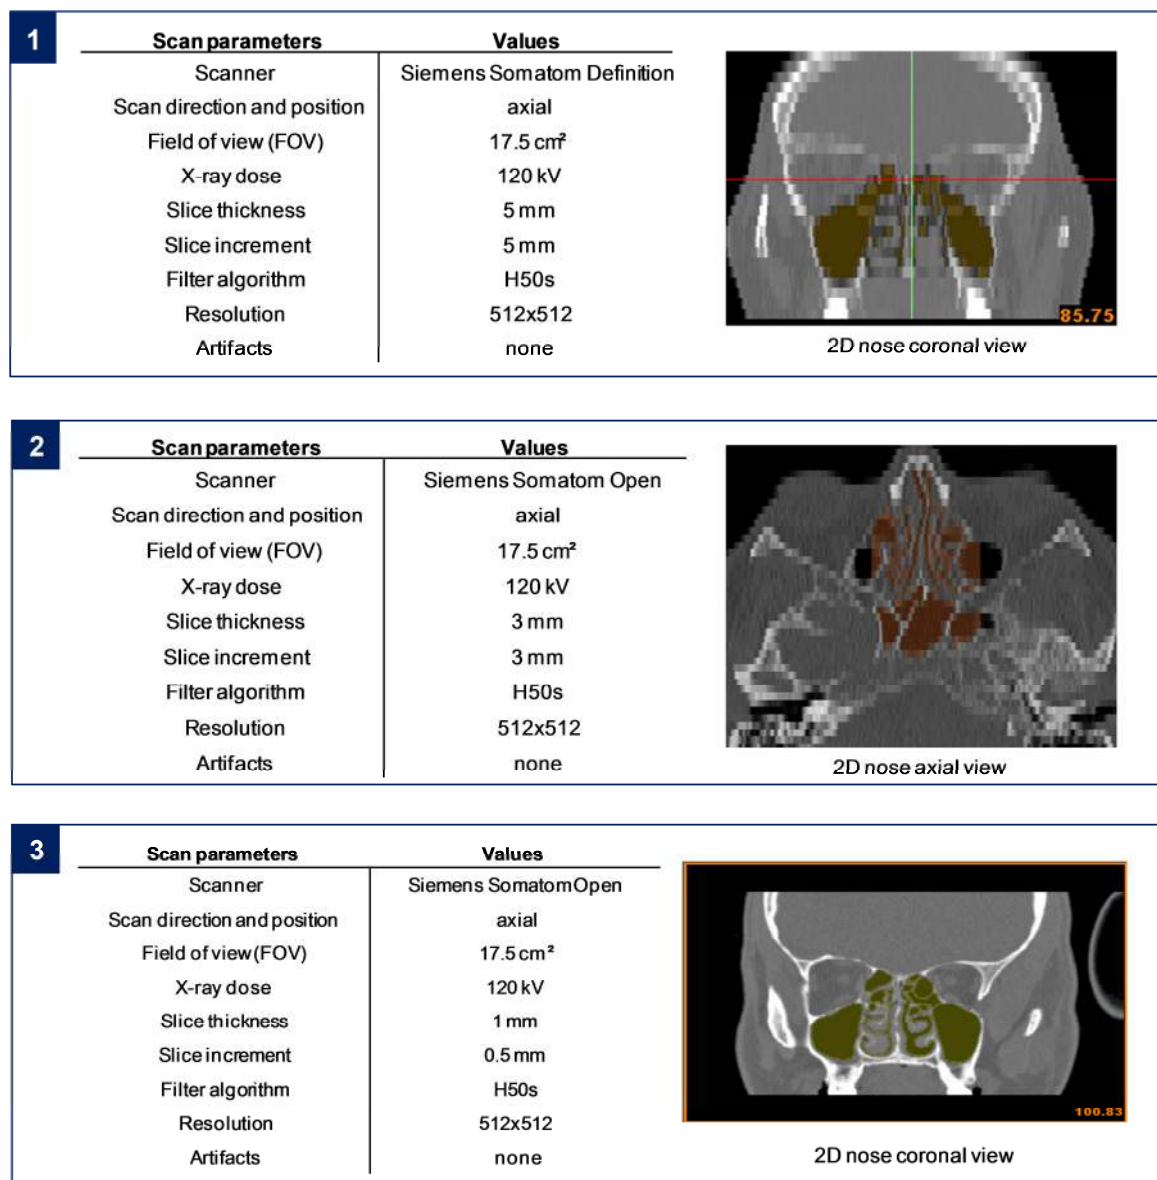 1
Scan parameters Values
Scanner Siemens Somatom Definition
Scan direction and position axial
Field of view (FOV) 17.5 cm²
X-ray dose 120 kV
Slice thickness 5 mm
Slice increment 5 mm
Filter algorithm H50s
Resolution 512x512
Artifacts none
85.75
2D nose coronal view
2
Scan parameters Values
Scanner Siemens Somatom Open
Scan direction and position axial
Field of view (FOV) 17.5 cm²
X-ray dose 120 kV
Slice thickness 3 mm
Slice increment 3 mm
Filter algorithm H50s
Resolution 512x512
Artifacts none
2D nose axial view
3
Scan parameters Values
Scanner Siemens Somatom Open
Scan direction and position axial
Field of view (FOV) 17.5 cm²
X-ray dose 120 kV
Slice thickness 1 mm
Slice increment 0.5 mm
Filter algorithm H50s
Resolution 512x512
Artifacts none
100.83
2D nose coronal view